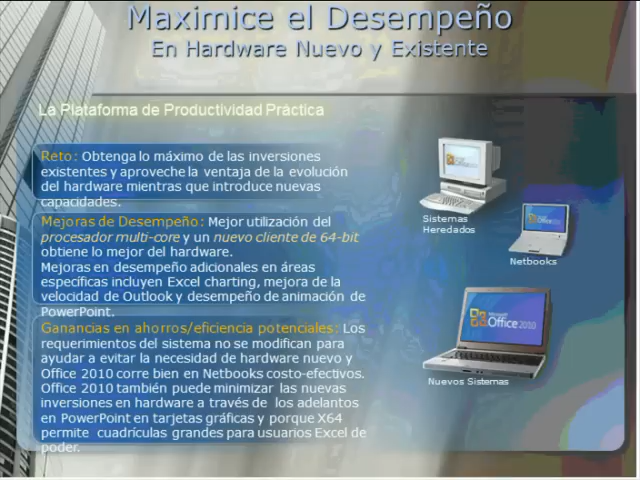 Maximice el Desempeño
En Hardware Nuevo y Existente
La Plataforma de Productividad Práctica
Reto: Obtenga lo máximo de las inversiones
existentes y aproveche la ventaja de la evolución
del hardware mientras que introduce nuevas
capacidades.
Mejoras de Desempeño: Mejor utilización del
procesador multi-core y un nuevo cliente de 64-bit
obtiene lo mejor del hardware.
Mejoras en desempeño adicionales en áreas
específicas incluyen Excel charting, mejora de la
velocidad de Outlook y desempeño de animación de
PowerPoint.
Ganancias en ahorros/eficiencia potenciales: Los
requerimientos del sistema no se modifican para
ayudar a evitar la necesidad de hardware nuevo y
Office 2010 corre bien en Netbooks costo-efectivos.
Office 2010 también puede minimizar las nuevas
inversiones en hardware a través de los adelantos
en PowerPoint en tarjetas gráficas y porque X64
permite cuadrículas grandes para usuarios Excel de
poder.
Sistemas
Heredados
Netbooks
Office 2010
Nuevos Sistemas